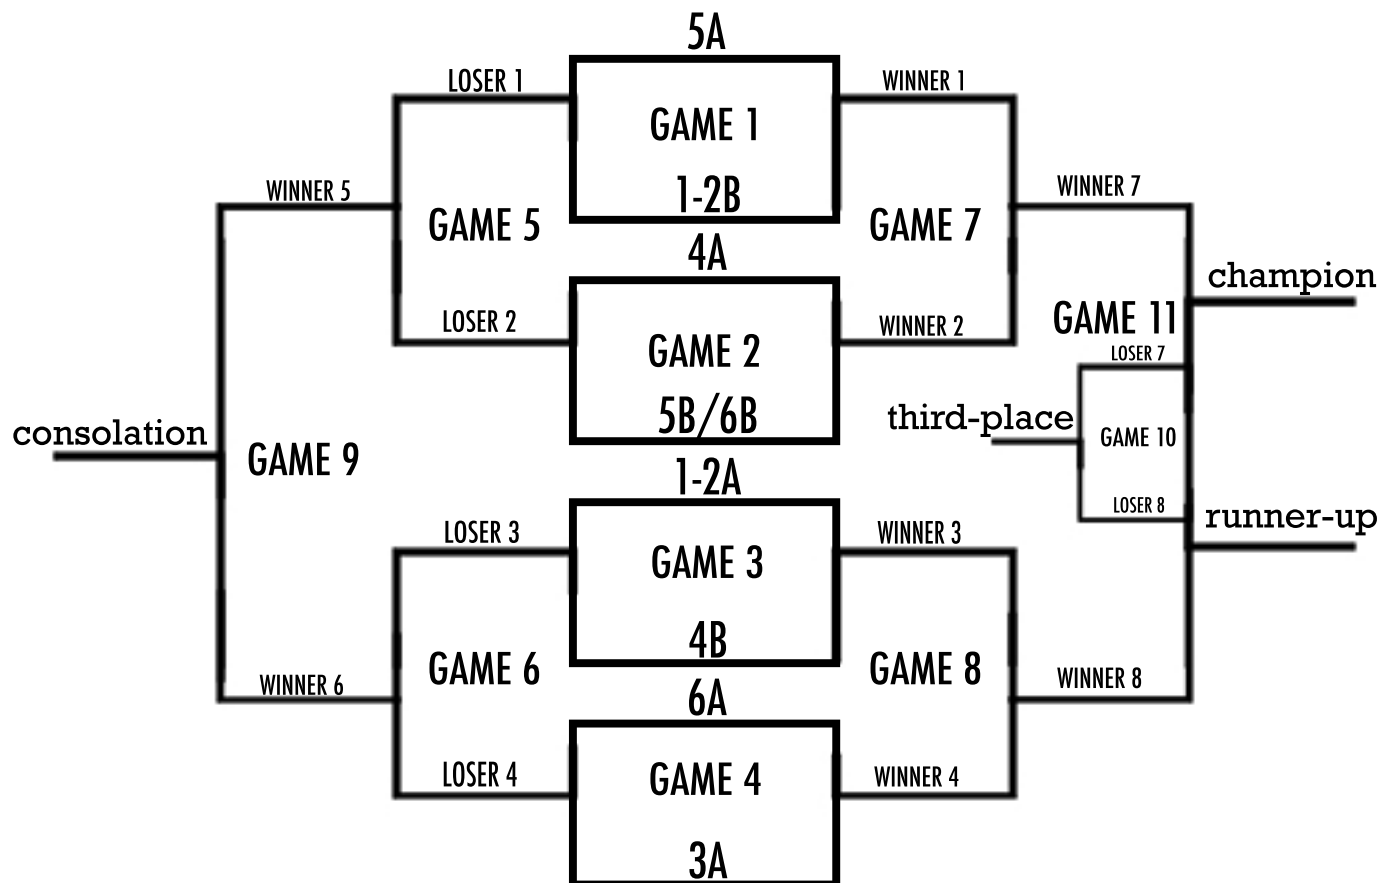 5A
LOSER 1
WINNER 1
GAME 1
WINNER 5
1-2B
WINNER 7
GAME 5
GAME 7
4A
champion
LOSER 2
WINNER 2
GAME 11
GAME 2
LOSER 7
5B/6B
third-place
consolation
GAME 10
GAME 9
1-2A
LOSER 8
runner-up
LOSER 3
WINNER 3
GAME 3
4B
GAME 6
GAME 8
WINNER 6
WINNER 8
6A
LOSER 4
GAME 4
WINNER 4
3A